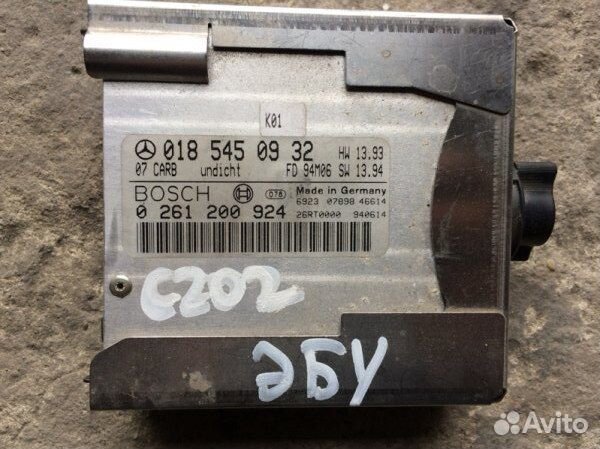 K01
018 545 09 32 HW 13.93
07 CARB undicht FD 94M06 SW 13.94
BOSCH 078 Made in Germany
6923 07898 46614
0 261 200 924 26RT0000 940614
C202
ЭБУ
Avito